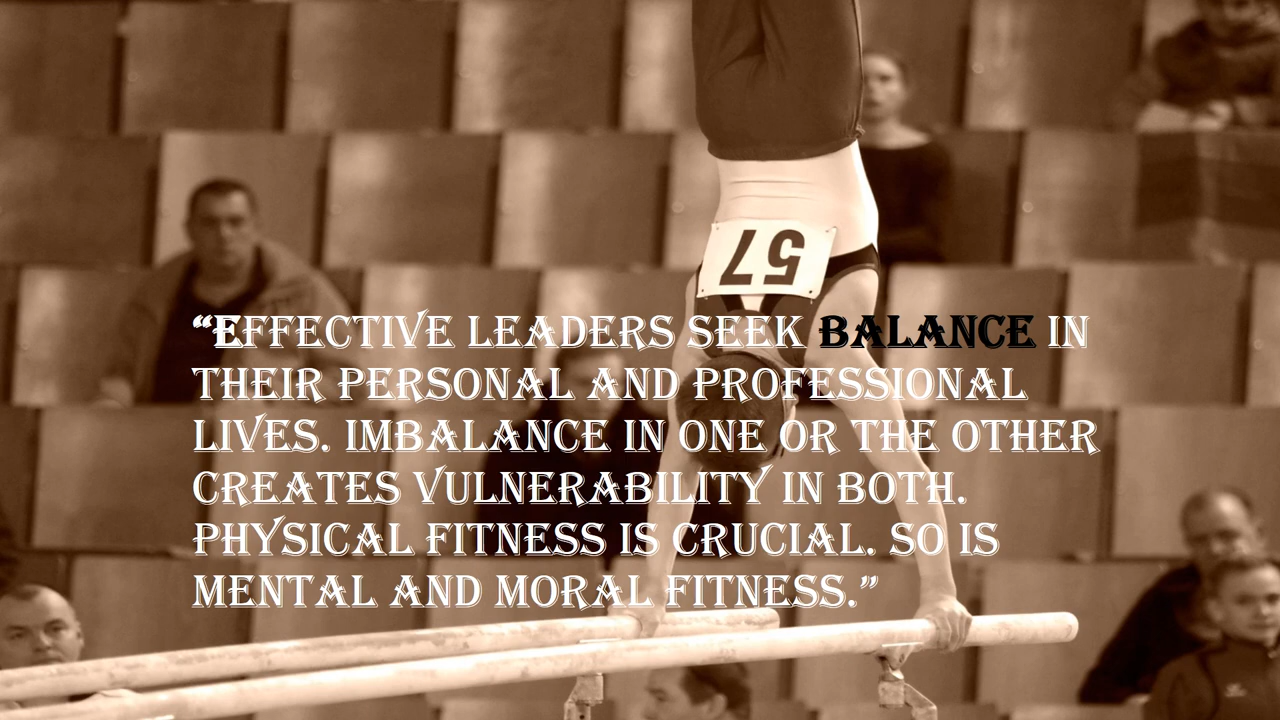 57
“EFFECTIVE LEADERS SEEK BALANCE IN
THEIR PERSONAL AND PROFESSIONAL
LIVES. IMBALANCE IN ONE OR THE OTHER
CREATES VULNERABILITY IN BOTH.
PHYSICAL FITNESS IS CRUCIAL. SO IS
MENTAL AND MORAL FITNESS.”